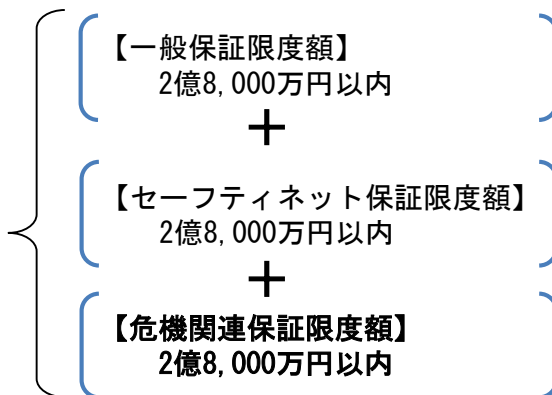 【一般保証限度額】
2億8,000万円以内
＋
【セーフティネット保証限度額】
2億8,000万円以内
＋
【危機関連保証限度額】
2億8,000万円以内